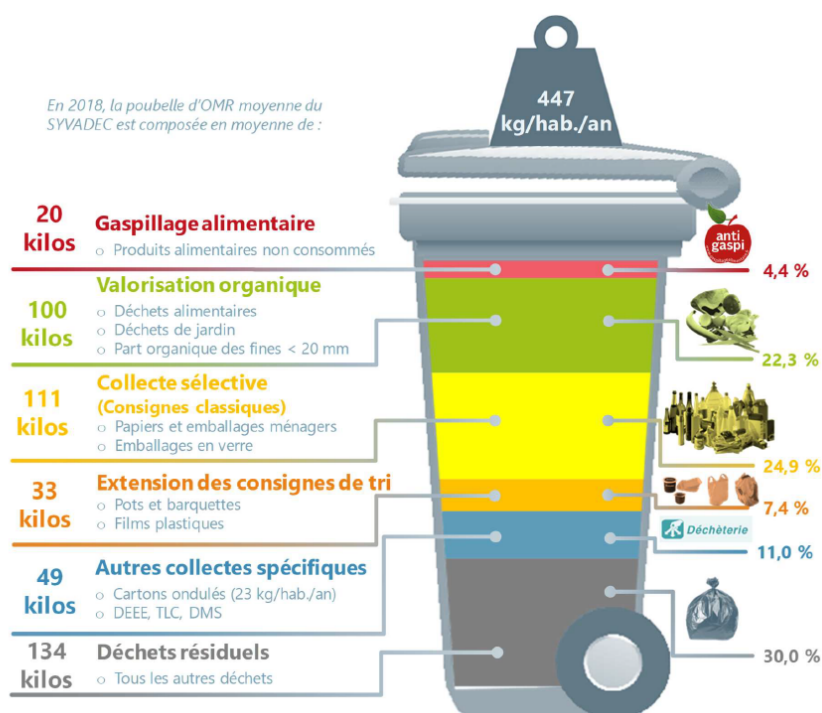 447
kg/hab./an
En 2018, la poubelle d'OMR moyenne du
SYVADEC est composée en moyenne de :
20
kilos
Gaspillage alimentaire
o Produits alimentaires non consommés
anti
gaspi
4,4 %
100
kilos
Valorisation organique
o Déchets alimentaires
o Déchets de jardin
o Part organique des fines < 20 mm
22,3 %
111
kilos
Collecte sélective
(Consignes classiques)
o Papiers et emballages ménagers
o Emballages en verre
24,9 %
33
kilos
Extension des consignes de tri
o Pots et barquettes
o Films plastiques
7,4 %
49
kilos
Autres collectes spécifiques
o Cartons ondulés (23 kg/hab./an)
o DEEE, TLC, DMS
Déchèterie
11,0 %
134
kilos
Déchets résiduels
o Tous les autres déchets
30,0 %